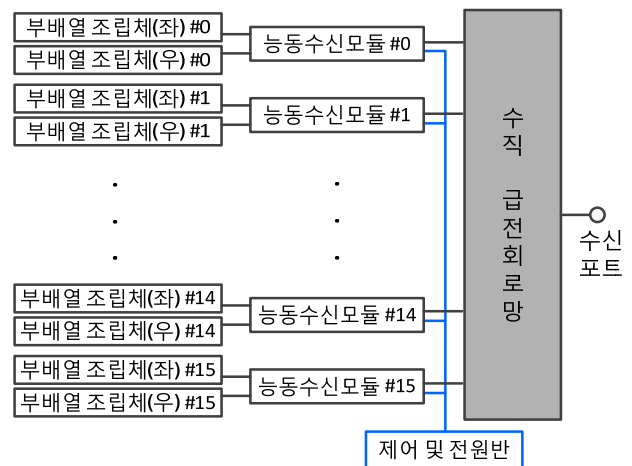 부배열 조립체(좌) #0
부배열 조립체(우) #0
능동수신모듈 #0
부배열 조립체(좌) #1
부배열 조립체(우) #1
능동수신모듈 #1
부배열 조립체(좌) #14
부배열 조립체(우) #14
능동수신모듈 #14
부배열 조립체(좌) #15
부배열 조립체(우) #15
능동수신모듈 #15
수직 급전회로망
수신
포트
제어 및 전원반